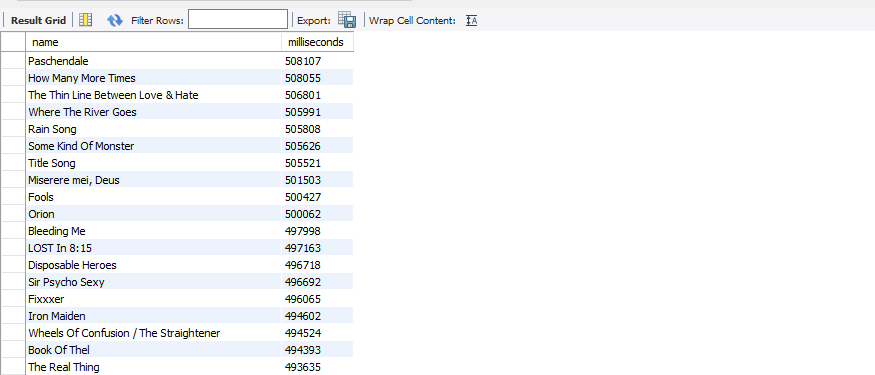 Result Grid Filter Rows: Export: Wrap Cell Content: IA
name milliseconds
Paschendale 508107
How Many More Times 508055
The Thin Line Between Love & Hate 506801
Where The River Goes 505991
Rain Song 505808
Some Kind Of Monster 505626
Title Song 505521
Miserere mei, Deus 501503
Fools 500427
Orion 500062
Bleeding Me 497998
LOST In 8:15 497163
Disposable Heroes 496718
Sir Psycho Sexy 496692
Fixxxer 496065
Iron Maiden 494602
Wheels Of Confusion / The Straightener 494524
Book Of Thel 494393
The Real Thing 493635